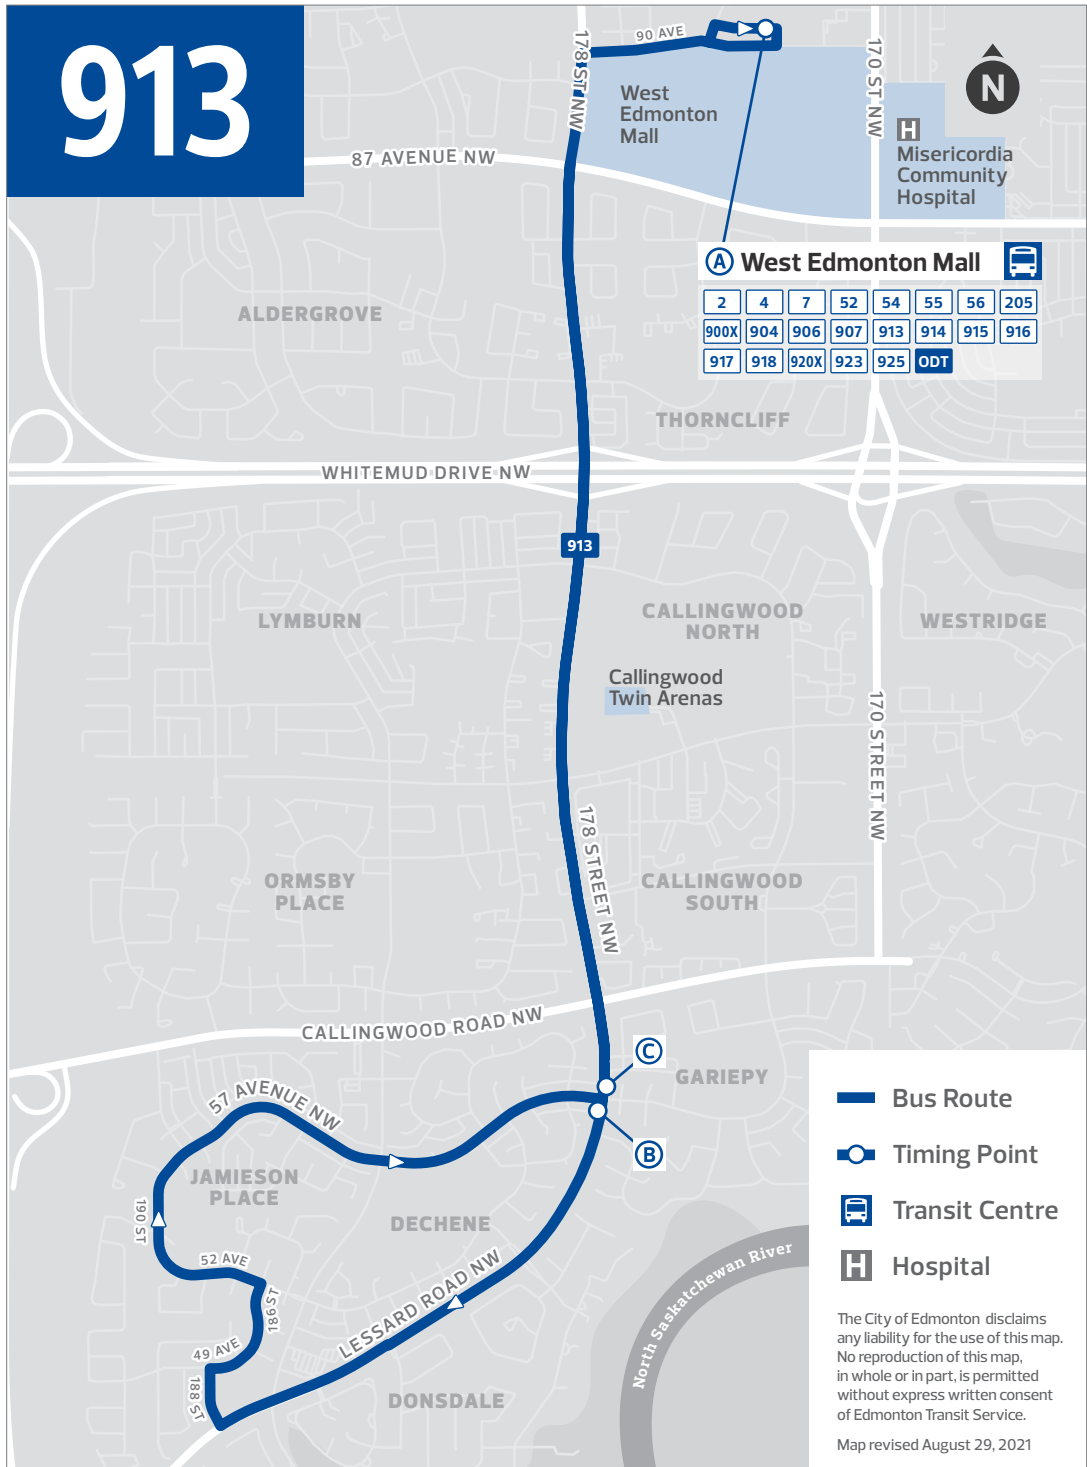 913
178 ST NW
90 AVE
170 ST NW
N
West
Edmonton
Mall
H
Misericordia
Community
Hospital
87 AVENUE NW
A West Edmonton Mall
2 4 7 52 54 55 56 205
900X 904 906 907 913 914 915 916
917 918 920X 923 925 ODT
ALDERGROVE
THORNCLIFF
WHITEMUD DRIVE NW
913
LYMBURN
CALLINGWOOD
NORTH
WESTRIDGE
Callingwood
Twin Arenas
170 STREET NW
178 STREET NW
ORMSBY
PLACE
CALLINGWOOD
SOUTH
CALLINGWOOD ROAD NW
C
GARIEPY
57 AVENUE NW
B
JAMIESON
PLACE
190 ST
DECHENE
52 AVE
186 ST
LESSARD ROAD NW
49 AVE
188 ST
DONSDALE
North Saskatchewan River
Bus Route
Timing Point
Transit Centre
H Hospital
The City of Edmonton disclaims
any liability for the use of this map.
No reproduction of this map,
in whole or in part, is permitted
without express written consent
of Edmonton Transit Service.
Map revised August 29, 2021